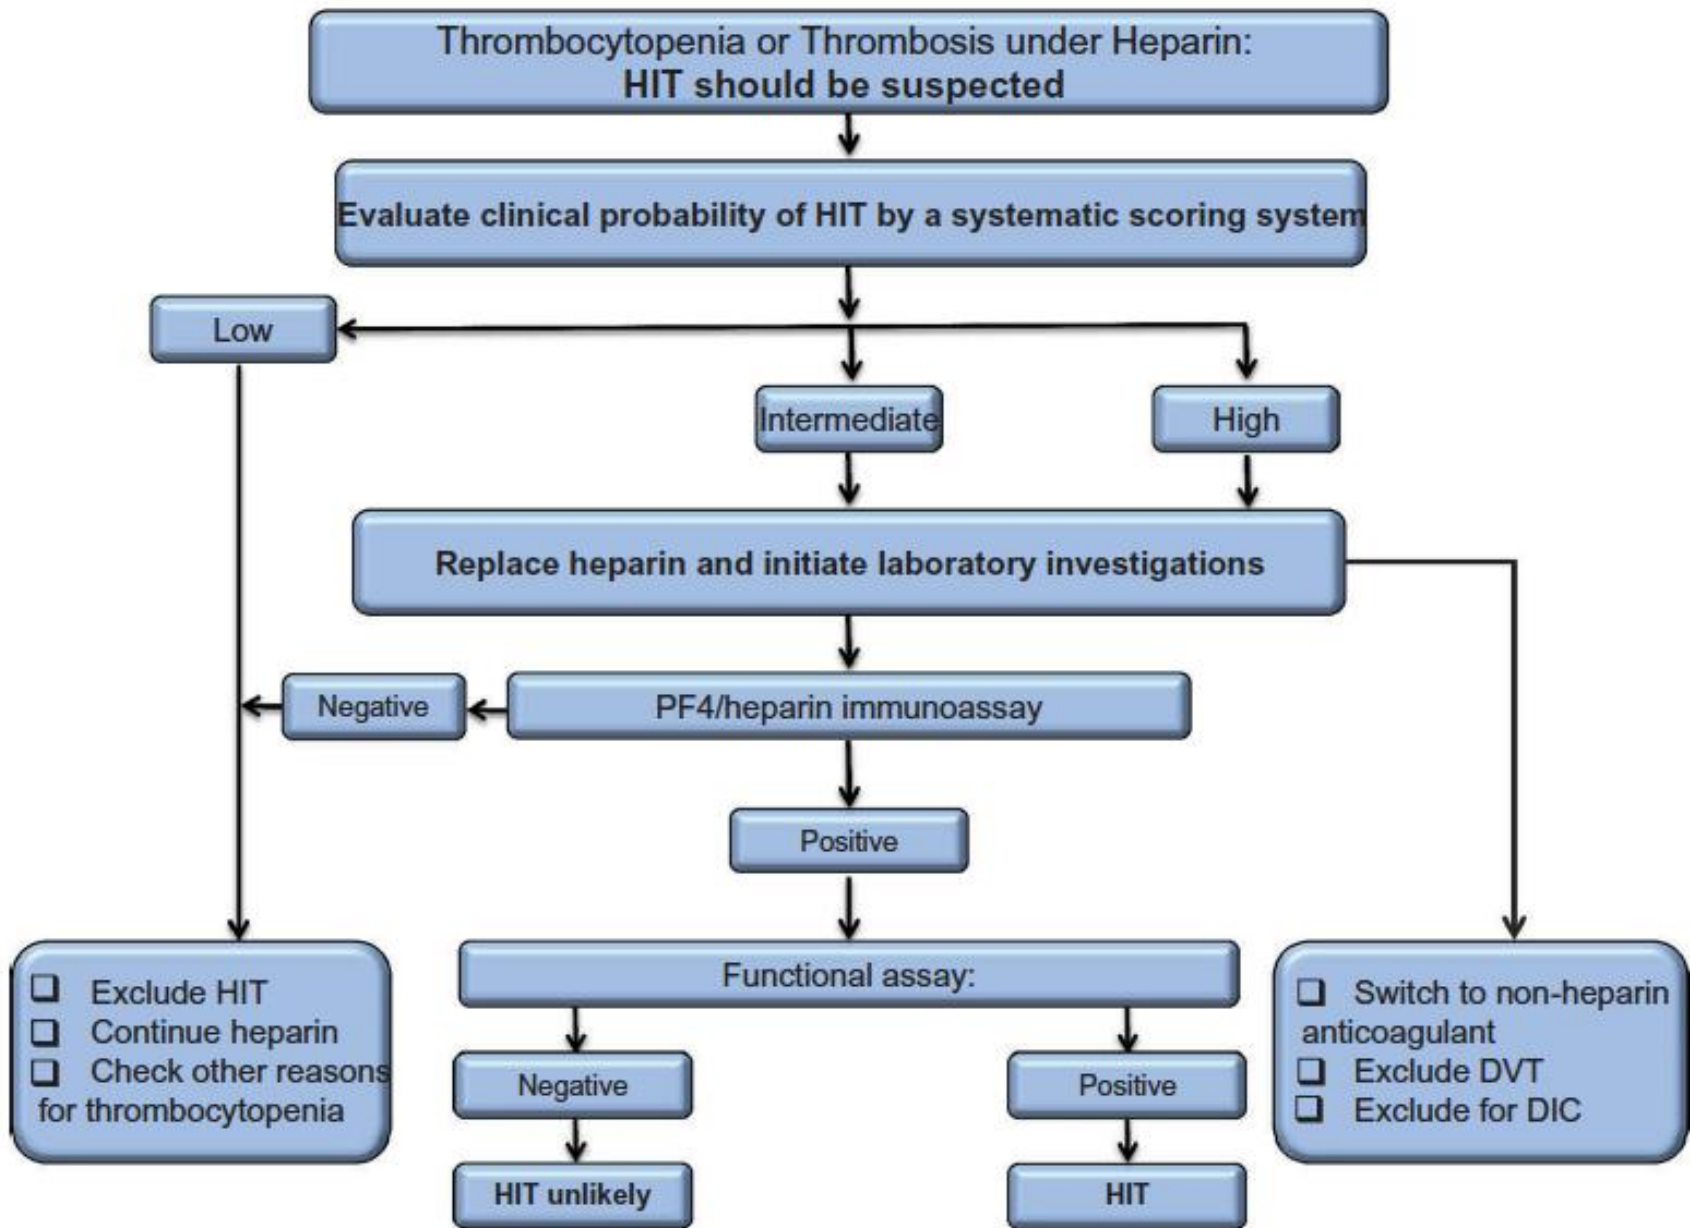 Thrombocytopenia or Thrombosis under Heparin:
HIT should be suspected
Evaluate clinical probability of HIT by a systematic scoring system
Low
Intermediate
High
Replace heparin and initiate laboratory investigations
Negative
PF4/heparin immunoassay
Positive
❑ Exclude HIT
❑ Continue heparin
❑ Check other reasons
for thrombocytopenia
Functional assay:
Negative
Positive
HIT unlikely
HIT
❑ Switch to non-heparin
anticoagulant
❑ Exclude DVT
❑ Exclude for DIC